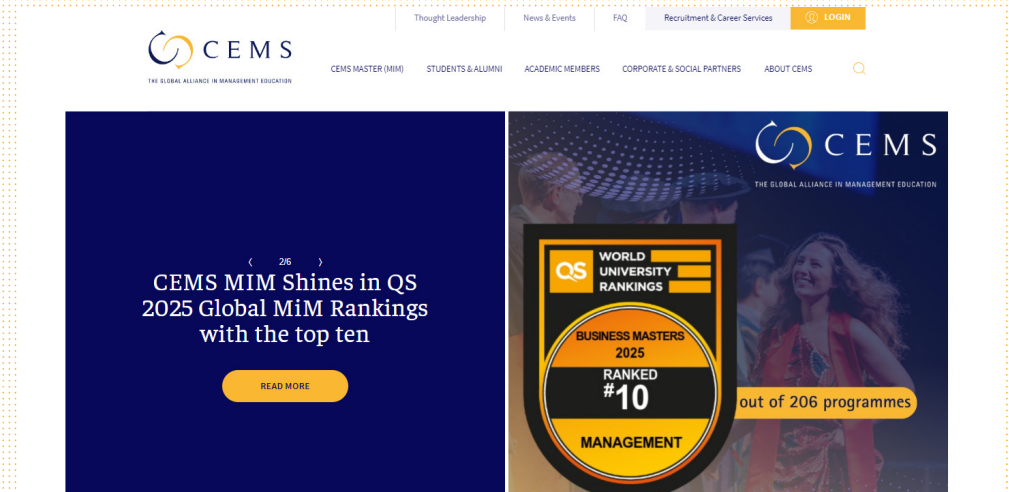 Thought Leadership
News & Events
FAQ
Recruitment & Career Services
LOGIN
CEMS
THE GLOBAL ALLIANCE IN MANAGEMENT EDUCATION
CEMS MASTER (MIM)
STUDENTS & ALUMNI
ACADEMIC MEMBERS
CORPORATE & SOCIAL PARTNERS
ABOUT CEMS
2/6
CEMS MIM Shines in QS
2025 Global MiM Rankings
with the top ten
READ MORE
CEMS
THE GLOBAL ALLIANCE IN MANAGEMENT EDUCATION
QS
WORLD
UNIVERSITY
RANKINGS
BUSINESS MASTERS
2025
RANKED
#10
MANAGEMENT
out of 206 programmes